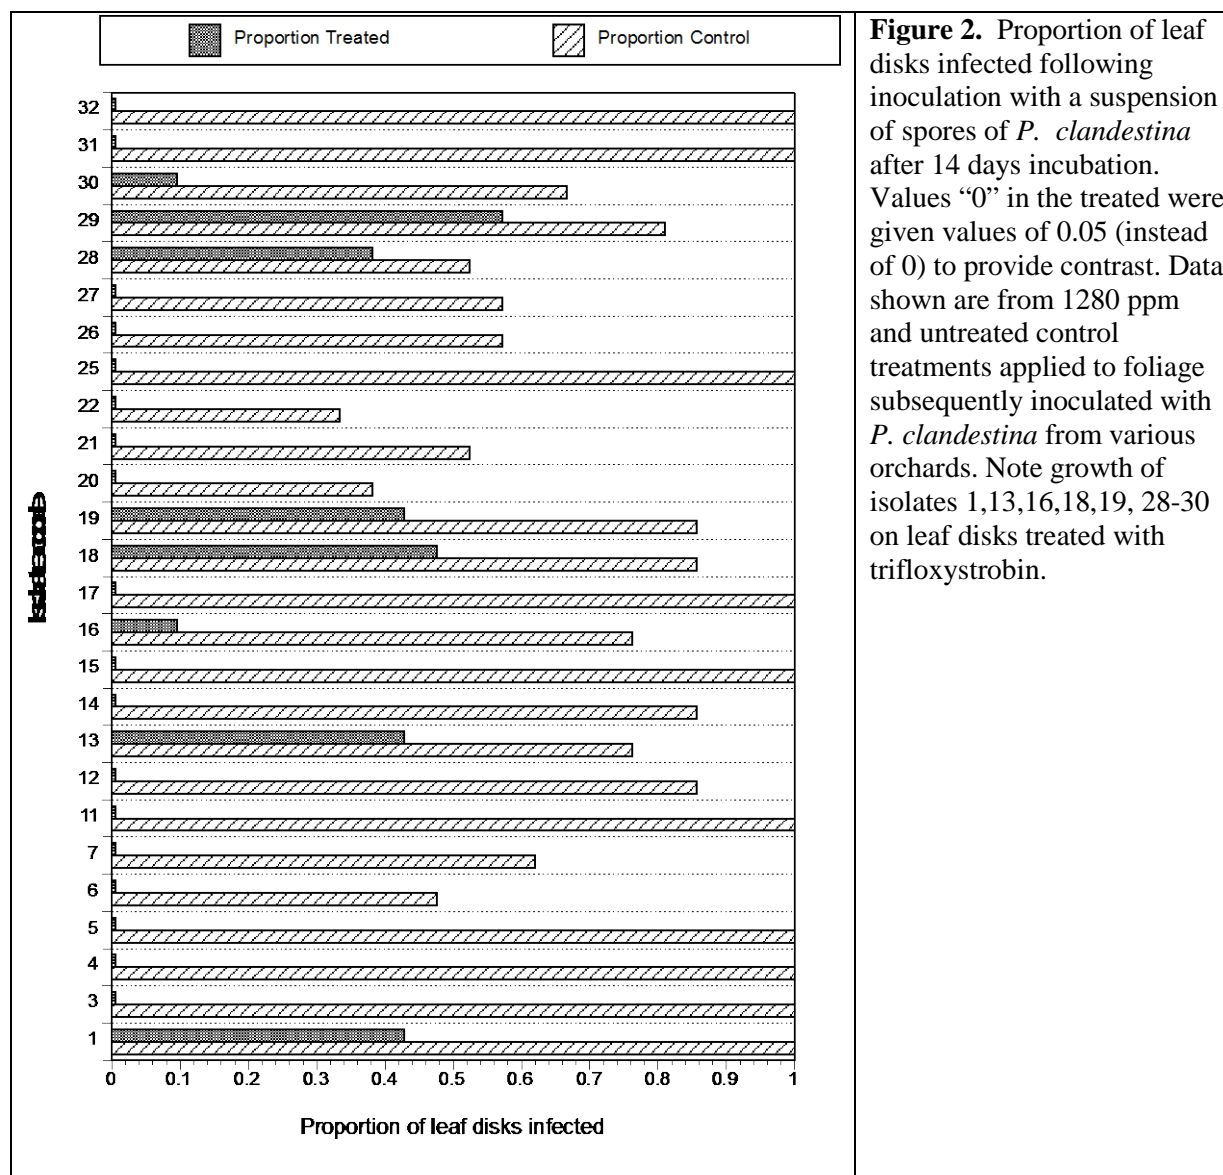 Proportion Treated Proportion Control
32
31
30
29
28
27
26
25
22
21
20
19
18
17
16
15
14
13
12
11
7
6
5
4
3
1
0 0.1 0.2 0.3 0.4 0.5 0.6 0.7 0.8 0.9 1
Proportion of leaf disks infected
Figure 2. Proportion of leaf
disks infected following
inoculation with a suspension
of spores of P. clandestina
after 14 days incubation.
Values “0” in the treated were
given values of 0.05 (instead
of 0) to provide contrast. Data
shown are from 1280 ppm
and untreated control
treatments applied to foliage
subsequently inoculated with
P. clandestina from various
orchards. Note growth of
isolates 1,13,16,18,19, 28-30
on leaf disks treated with
trifloxystrobin.